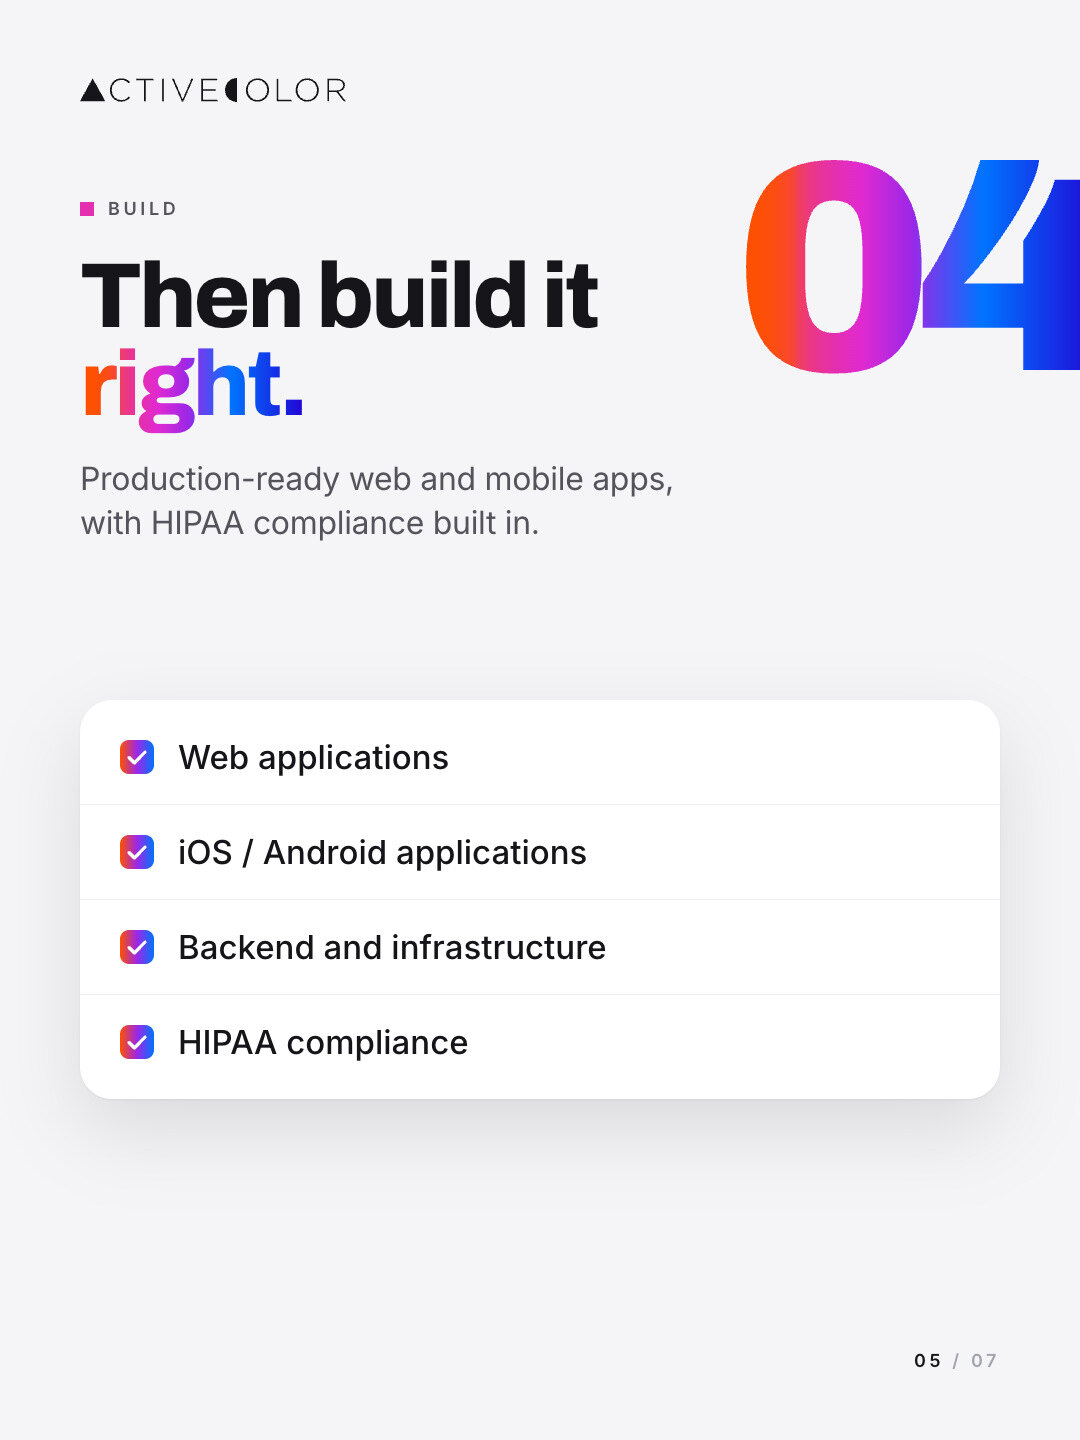 ACTIVECOLOR
BUILD
04
Then build it
right.
Production-ready web and mobile apps,
with HIPAA compliance built in.
Web applications
iOS / Android applications
Backend and infrastructure
HIPAA compliance
05 / 07